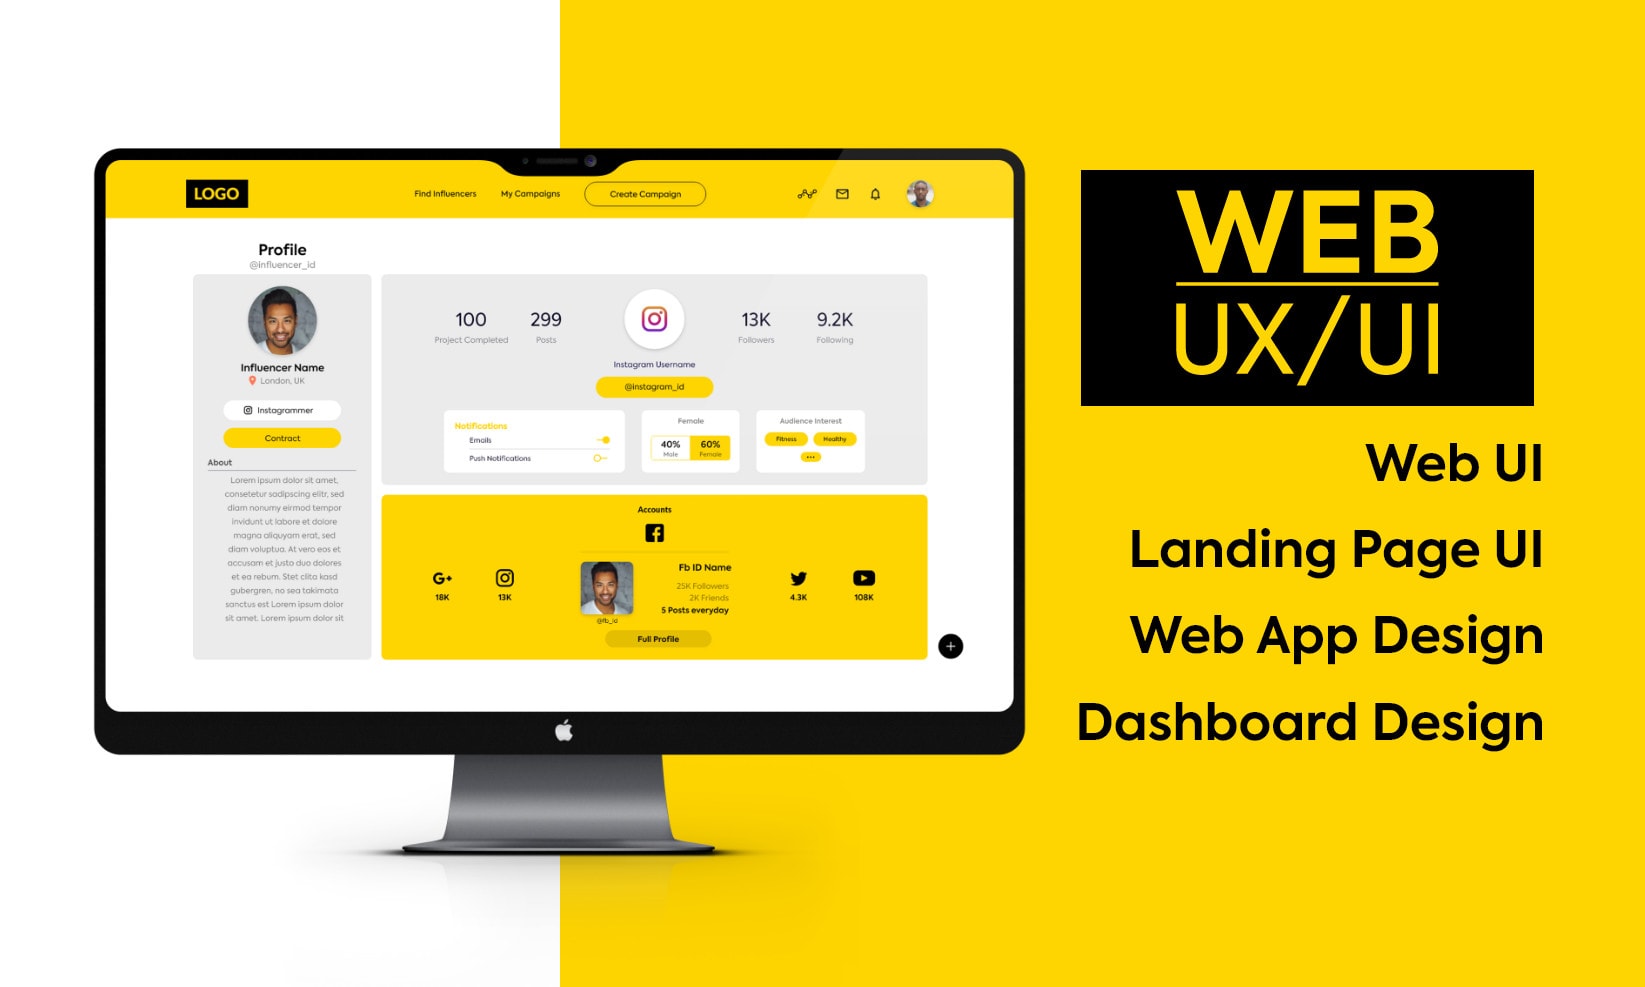 LOGO
Find Influencers
My Campaigns
Create Campaign
Profile
@influencer_id
Influencer Name
London, UK
Instagrammer
Contract
About
Lorem ipsum dolor sit amet,
consetetur sadipscing elitr, sed
diam nonumy eirmod tempor
invidunt ut labore et dolore
magna aliquyam erat, sed
diam voluptua. At vero eos et
accusam et justo duo dolores
et ea rebum. Stet clita kasd
gubergren, no sea takimata
sanctus est Lorem ipsum dolor
sit amet. Lorem ipsum dolor sit
100
Project Completed
299
Posts
13K
Followers
9.2K
Following
Instagram Username
@instagram_id
Notifications
Emails
Push Notifications
Female
40%
Male
60%
Female
Audience Interest
Fitness
Healthy
Accounts
G+
18K
13K
@fb_id
Fb ID Name
25K Followers
2K Friends
5 Posts everyday
Full Profile
4.3K
108K
WEB
UX/UI
Web UI
Landing Page UI
Web App Design
Dashboard Design